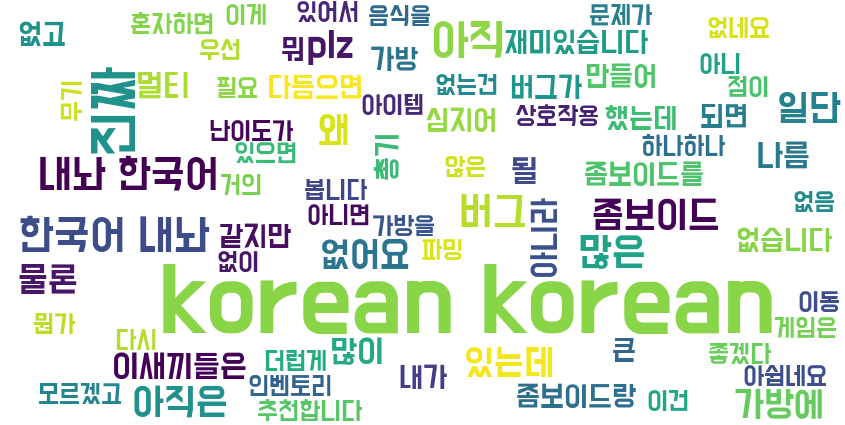 없고
혼자하면
이게
있어서
음식을
문제가
없네요
우선
뭐plz
가방
아직
재미있습니다
아니
진짜
멀티
필요
다듬으면
없는건
버그가
만들어
점이
무기
아이템
심지어
상호작용
했는데
되면
일단
난이도가
왜
총기
하나하나
나름
내놔 한국어
있으면
거의
봅니다
않은
될
좀보이드를
없음
한국어 내놔
같지만
아니면
가방을
버그
아니라
좀보이드
없습니다
물론
없이
없어요
파밍
많은
korean korean
이동
뭔가
다시
게임은
이새끼들은
더럽게
많이
있는데
큰
좋겠다
모르겠고
아직은
인벤토리
내가
좀보이드랑
이건
아쉽네요
추천합니다
가방에